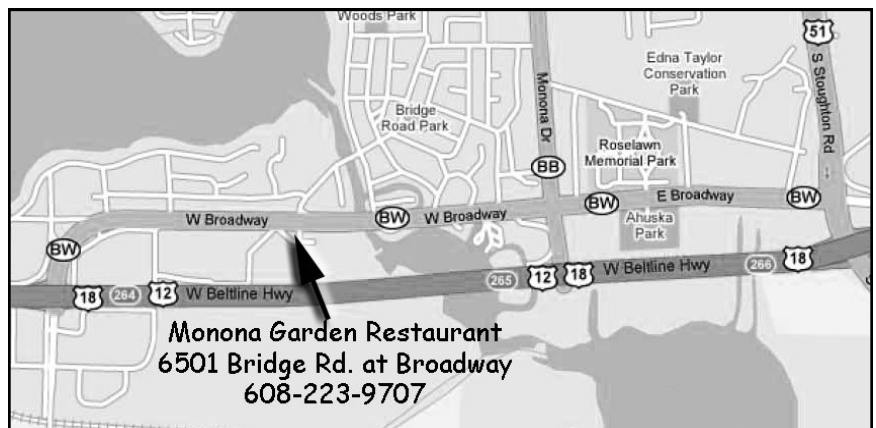 Woods Park
51
S Stoughton Rd
Edna Taylor
Conservation
Park
Monona Dr
Bridge
Road Park
Roselawn
Memorial Park
BB
E Broadway
BW
BW
BW
W Broadway
W Broadway
Ahuska
Park
BW
W Beltline Hwy
266
18
265
12
18
18
264
12
W Beltline Hwy
Monona Garden Restaurant
6501 Bridge Rd. at Broadway
608-223-9707